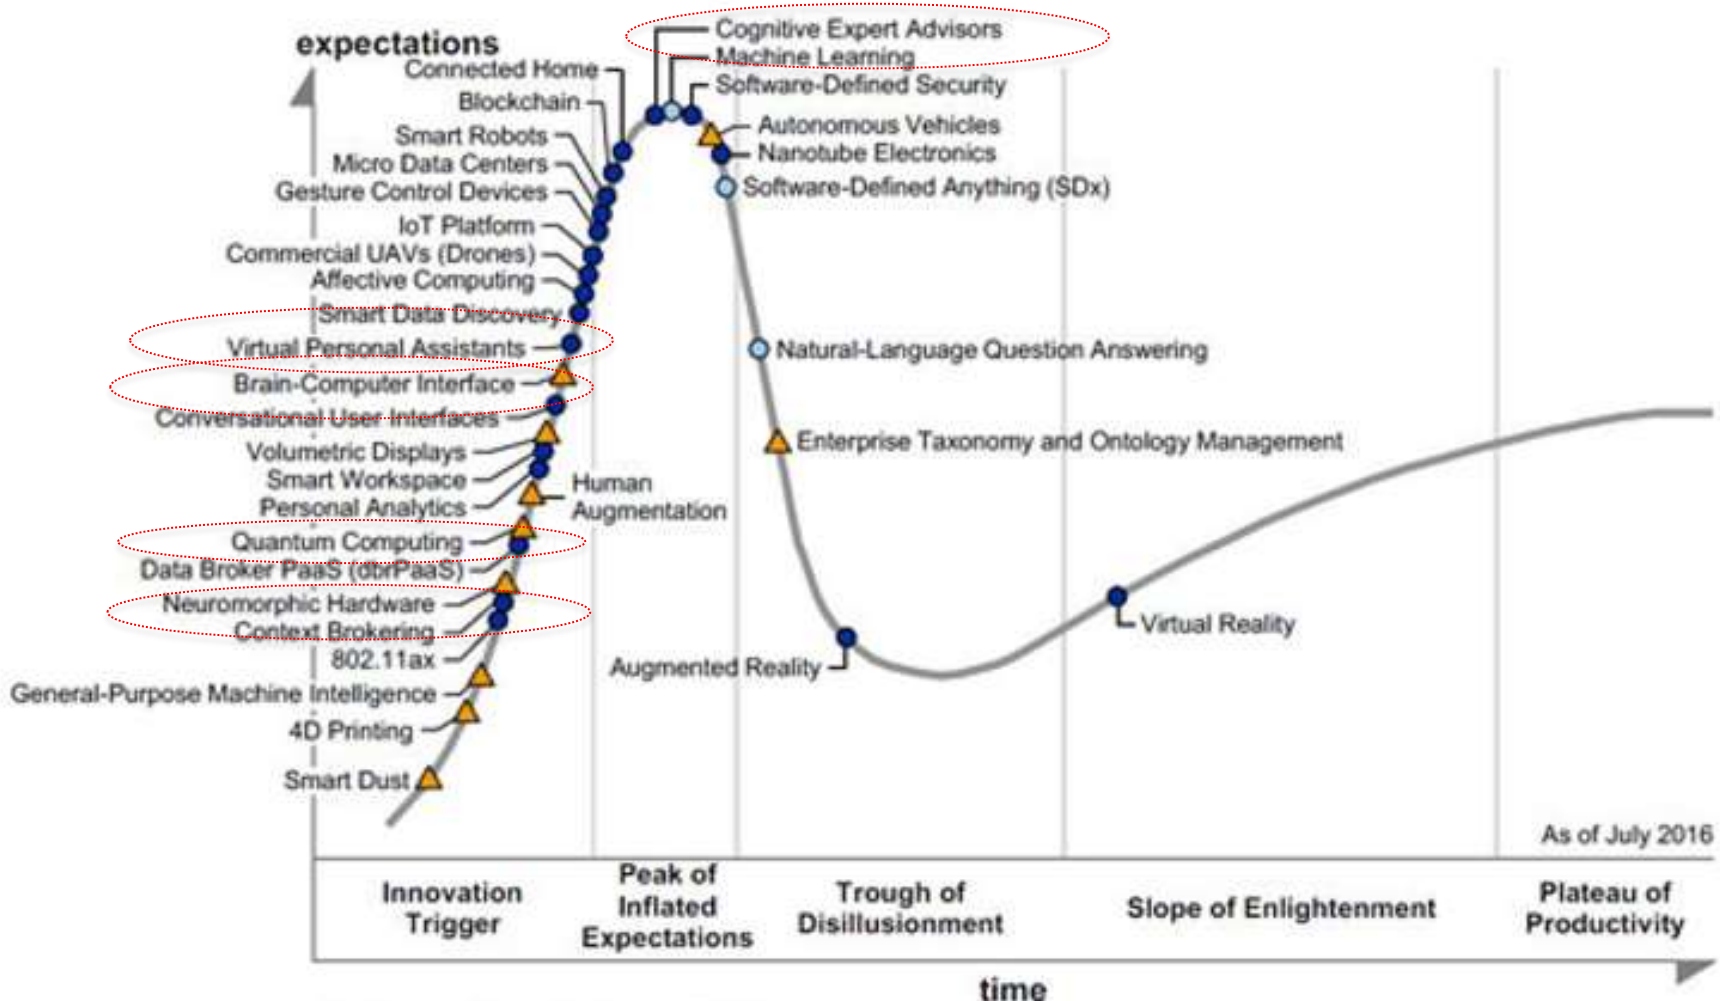 expectations
Cognitive Expert Advisors
Machine Learning
Software-Defined Security
Autonomous Vehicles
Nanotube Electronics
Software-Defined Anything (SDx)
Connected Home
Blockchain
Smart Robots
Micro Data Centers
Gesture Control Devices
IoT Platform
Commercial UAVs (Drones)
Affective Computing
Smart Data Discovery
Virtual Personal Assistants
Brain-Computer Interface
Conversational User Interfaces
Volumetric Displays
Smart Workspace
Personal Analytics
Human
Augmentation
Quantum Computing
Data Broker PaaS (dbrPaaS)
Neuromorphic Hardware
Context Brokering
802.11ax
General-Purpose Machine Intelligence
4D Printing
Smart Dust
Natural-Language Question Answering
Enterprise Taxonomy and Ontology Management
Augmented Reality
Virtual Reality
As of July 2016
Innovation
Trigger
Peak of
Inflated
Expectations
Trough of
Disillusionment
Slope of Enlightenment
Plateau of
Productivity
time